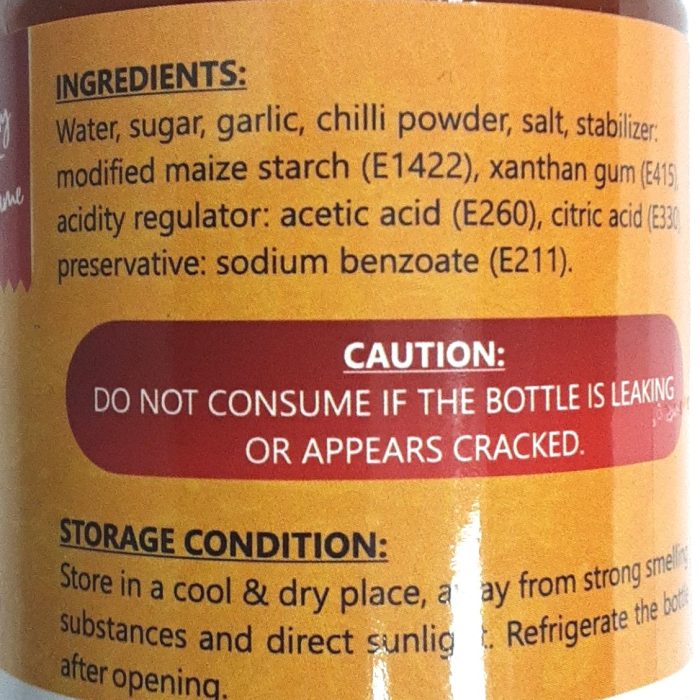 INGREDIENTS:
Water, sugar, garlic, chilli powder, salt, stabilizer:
modified maize starch (E1422), xanthan gum (E415)
acidity regulator: acetic acid (E260), citric acid (E330
preservative: sodium benzoate (E211).
CAUTION:
DO NOT CONSUME IF THE BOTTLE IS LEAKING
OR APPEARS CRACKED.
STORAGE CONDITION:
Store in a cool & dry place, away from strong smelling
substances and direct sunlight. Refrigerate the bottle
after opening.